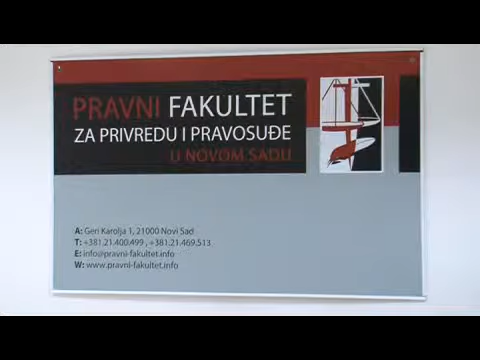 PRAVNI FAKULTET
ZA PRIVREDU I PRAVOSUĐE
U NOVOM SADU
A: Geri Karolja 1, 21000 Novi Sad
T: +381.21.400.499 , +381.21.469.513
E: info@pravni-fakultet.info
W: www.pravni-fakultet.info